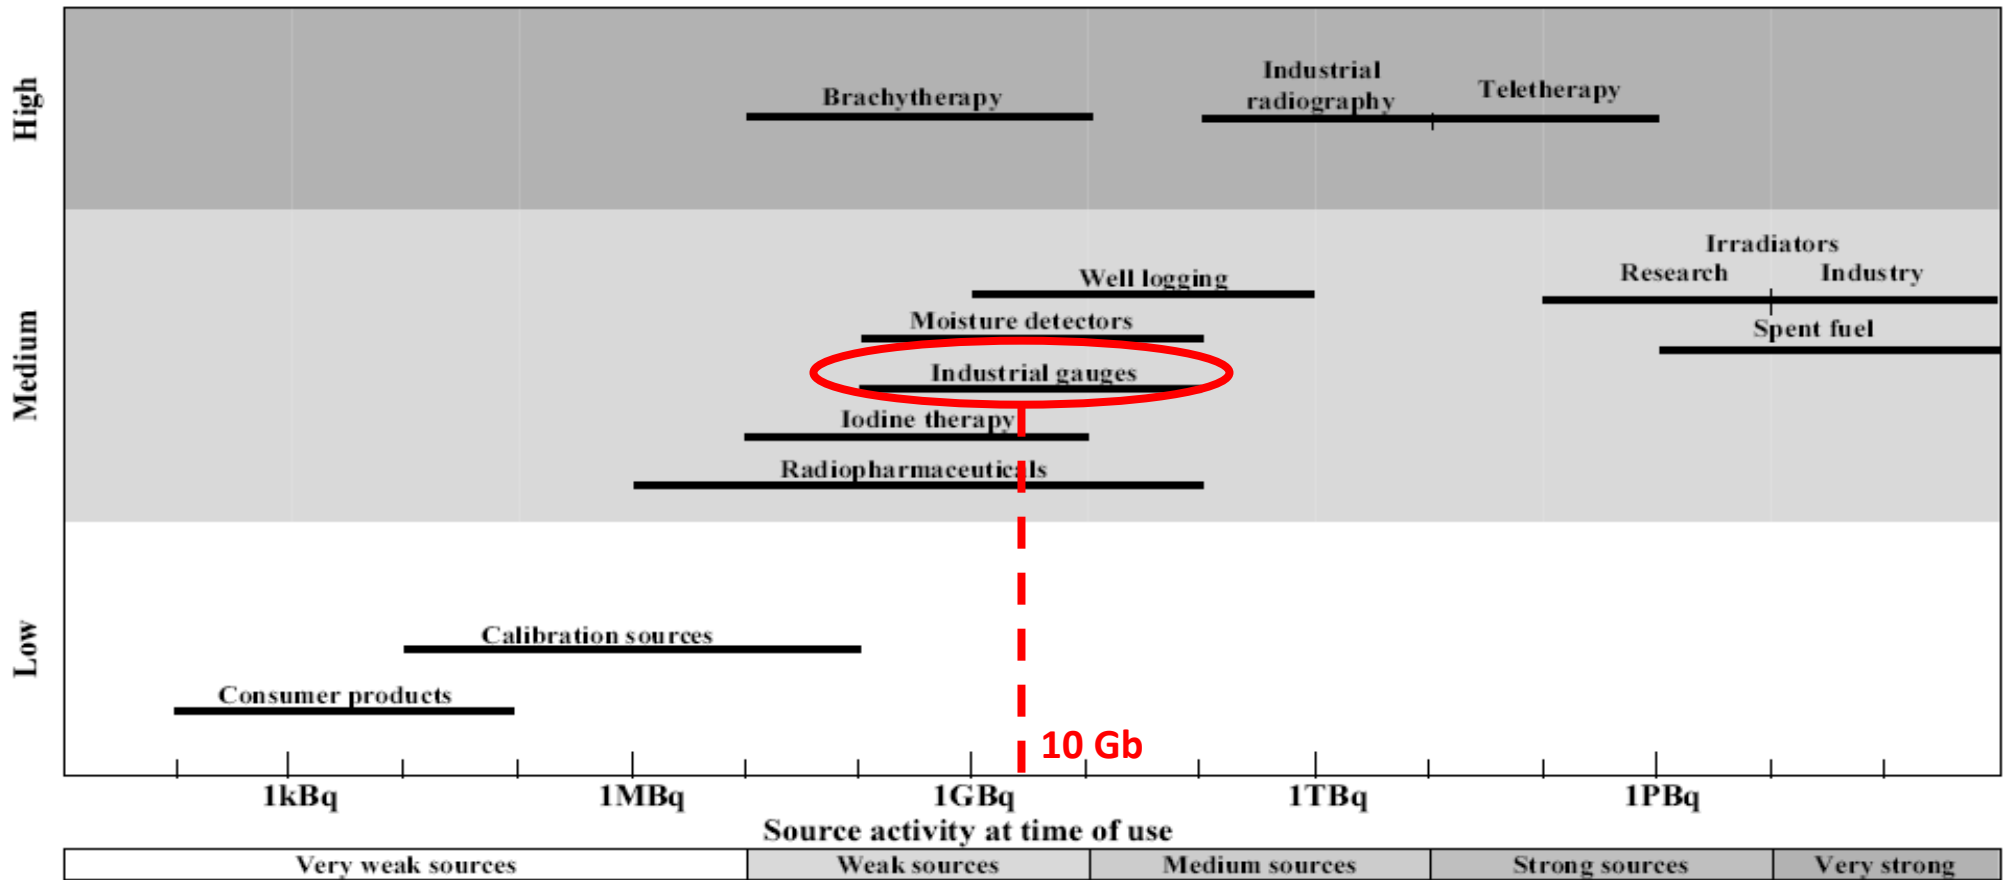 High
Brachytherapy
Industrial
radiography
Teletherapy
Medium
Irradiators
Research
Industry
Well logging
Moisture detectors
Spent fuel
Industrial gauges
Iodine therapy
Radiopharmaceuticals
Low
Calibration sources
Consumer products
10 Gb
1kBq
1MBq
1GBq
1TBq
1PBq
Source activity at time of use
Very weak sources
Weak sources
Medium sources
Strong sources
Very strong